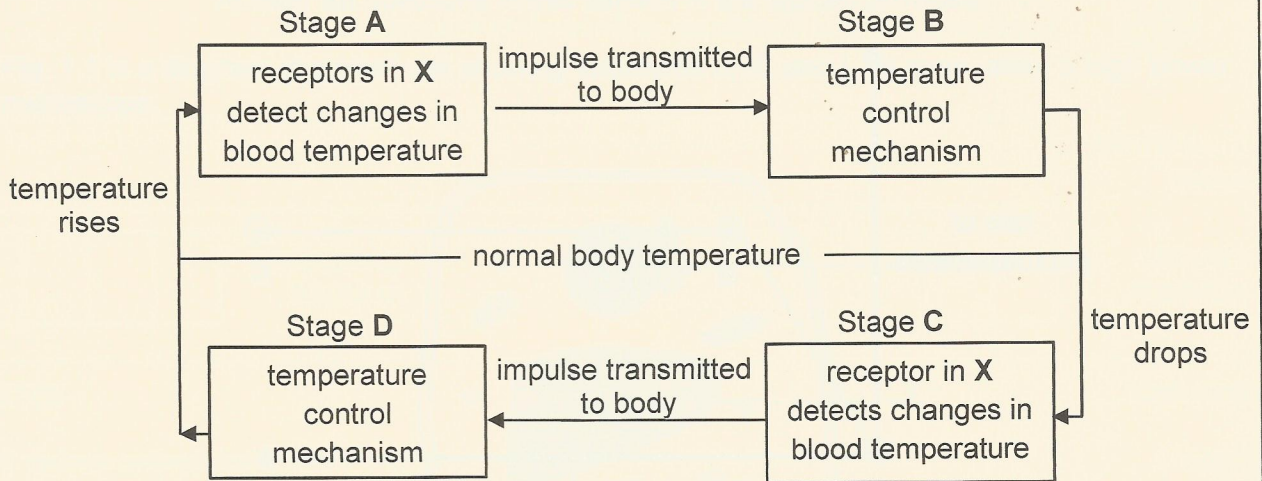 Stage A
receptors in X
detect changes in
blood temperature
impulse transmitted
to body
Stage B
temperature
control
mechanism
temperature
rises
normal body temperature
temperature
drops
Stage D
temperature
control
mechanism
impulse transmitted
to body
Stage C
receptor in X
detects changes in
blood temperature